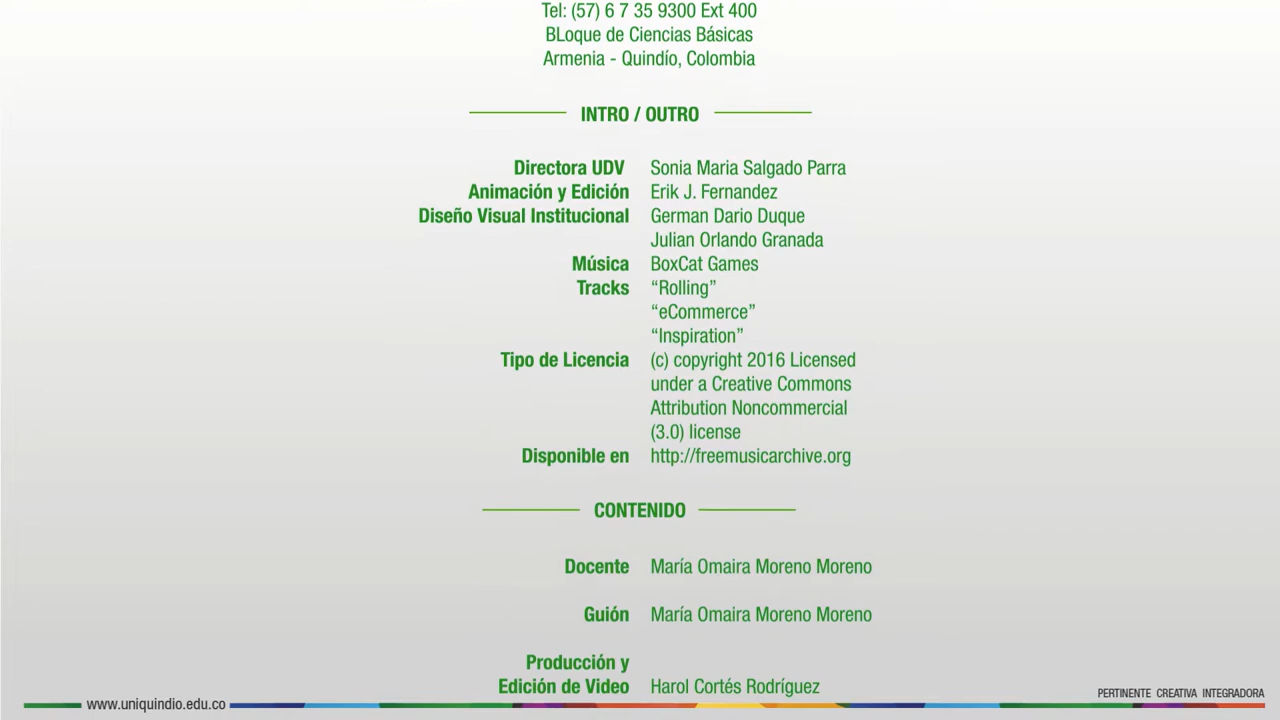 Tel: (57) 6 7 35 9300 Ext 400
BLoque de Ciencias Básicas
Armenia - Quindío, Colombia
INTRO / OUTRO
Directora UDV Sonia Maria Salgado Parra
Animación y Edición Erik J. Fernandez
Diseño Visual Institucional German Dario Duque
Julian Orlando Granada
Música BoxCat Games
Tracks “Rolling”
“eCommerce”
“Inspiration”
Tipo de Licencia (c) copyright 2016 Licensed
under a Creative Commons
Attribution Noncommercial
(3.0) license
Disponible en http://freemusicarchive.org
CONTENIDO
Docente María Omaira Moreno Moreno
Guión María Omaira Moreno Moreno
Producción y
Edición de Video Harol Cortés Rodríguez
PERTINENTE CREATIVA INTEGRADORA
www.uniquindio.edu.co